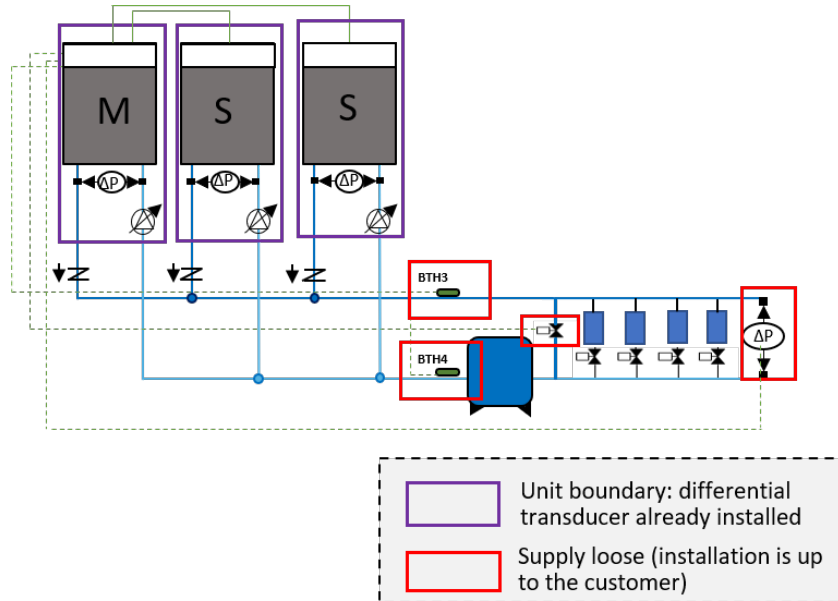 M
S
S
ΔP
ΔP
ΔP
BTH3
ΔP
BTH4
Unit boundary: differential
transducer already installed
Supply loose (installation is up
to the customer)